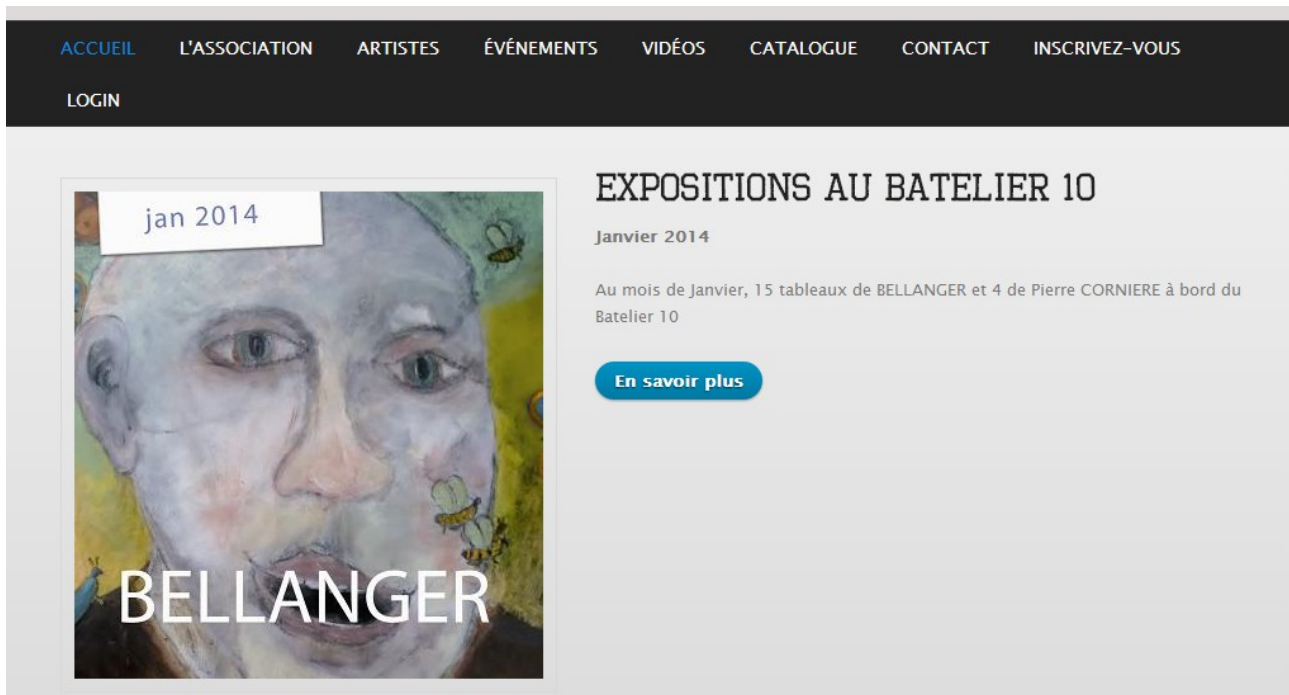 ACCUEIL L'ASSOCIATION ARTISTES ÉVÉNEMENTS VIDÉOS CATALOGUE CONTACT INSCRIVEZ-VOUS
LOGIN
jan 2014
BELLANGER
EXPOSITIONS AU BATELIER 10
Janvier 2014
Au mois de Janvier, 15 tableaux de BELLANGER et 4 de Pierre CORNIERE à bord du
Batelier 10
En savoir plus